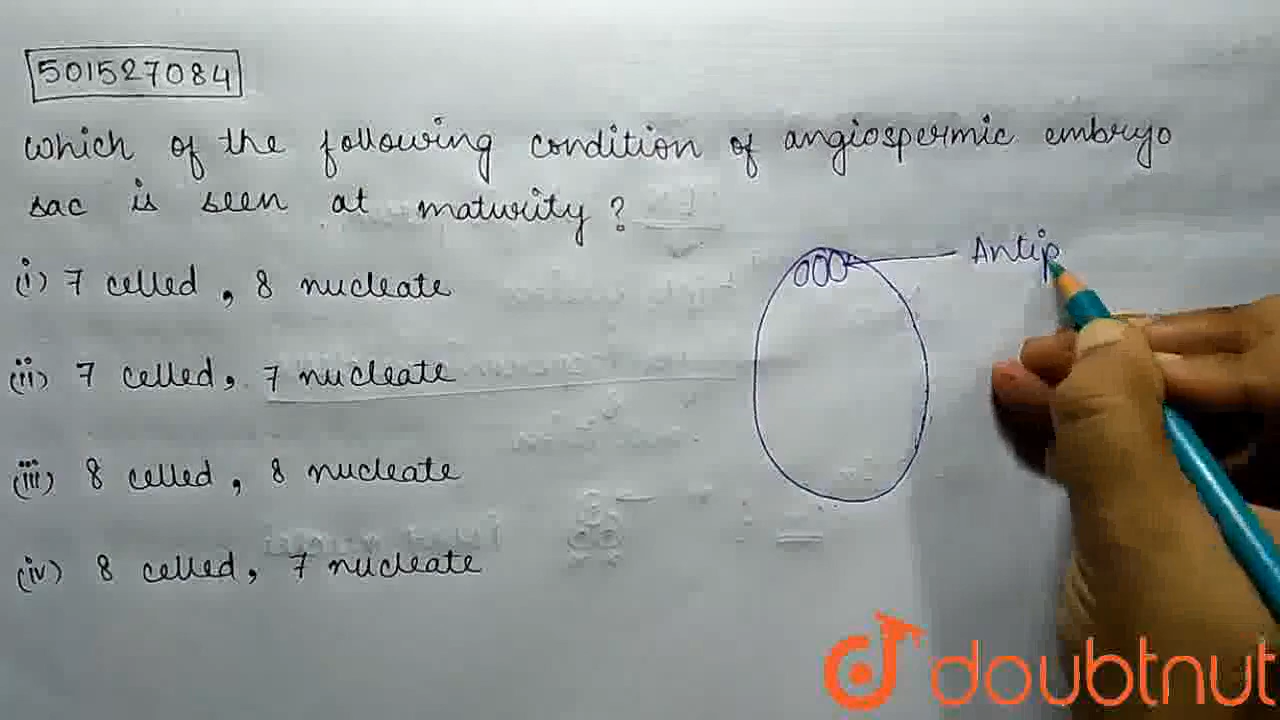 501527084
which of the following condition of angiospermic embryo
sac is seen at maturity ?
(i) 7 celled , 8 nucleate
(ii) 7 celled, 7 nucleate
(iii) 8 celled , 8 nucleate
(iv) 8 celled, 7 nucleate
Antip
doubtnut